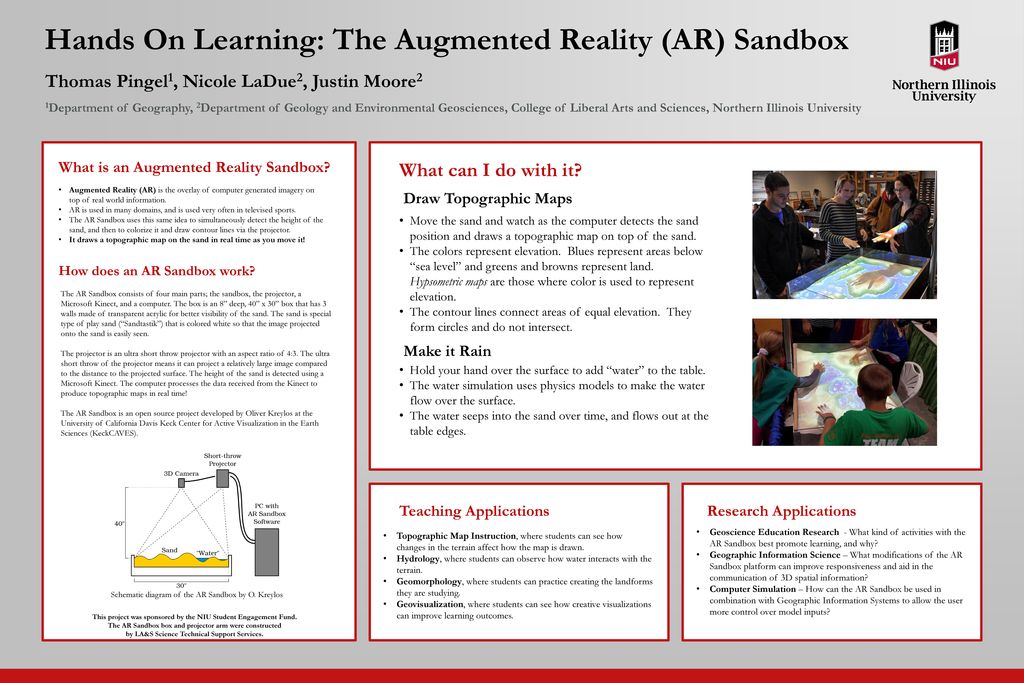 Hands On Learning: The Augmented Reality (AR) Sandbox
Thomas Pingel¹, Nicole LaDue², Justin Moore²
¹Department of Geography, ²Department of Geology and Environmental Geosciences, College of Liberal Arts and Sciences, Northern Illinois University
NIU
Northern Illinois
University
What is an Augmented Reality Sandbox?
• Augmented Reality (AR) is the overlay of computer generated imagery on
top of real world information.
• AR is used in many domains, and is used very often in televised sports.
• The AR Sandbox uses this same idea to simultaneously detect the height of the
sand, and then to colorize it and draw contour lines via the projector.
• It draws a topographic map on the sand in real time as you move it!
How does an AR Sandbox work?
The AR Sandbox consists of four main parts; the sandbox, the projector, a
Microsoft Kinect, and a computer. The box is an 8” deep, 40” x 30” box that has 3
walls made of transparent acrylic for better visibility of the sand. The sand is special
type of play sand (“Sandtastik”) that is colored white so that the image projected
onto the sand is easily seen.
The projector is an ultra short throw projector with an aspect ratio of 4:3. The ultra
short throw of the projector means it can project a relatively large image compared
to the distance to the projected surface. The height of the sand is detected using a
Microsoft Kinect. The computer processes the data received from the Kinect to
produce topographic maps in real time!
The AR Sandbox is an open source project developed by Oliver Kreylos at the
University of California Davis Keck Center for Active Visualization in the Earth
Sciences (KeckCAVES).
Short-throw
Projector
3D Camera
PC with
AR Sandbox
Software
40"
Sand
"Water"
30"
Schematic diagram of the AR Sandbox by O. Kreylos
This project was sponsored by the NIU Student Engagement Fund.
The AR Sandbox box and projector arm were constructed
by LA&S Science Technical Support Services.
What can I do with it?
Draw Topographic Maps
• Move the sand and watch as the computer detects the sand
position and draws a topographic map on top of the sand.
• The colors represent elevation. Blues represent areas below
“sea level” and greens and browns represent land.
Hypsometric maps are those where color is used to represent
elevation.
• The contour lines connect areas of equal elevation. They
form circles and do not intersect.
Make it Rain
• Hold your hand over the surface to add “water” to the table.
• The water simulation uses physics models to make the water
flow over the surface.
• The water seeps into the sand over time, and flows out at the
table edges.
TEAM
Teaching Applications
• Topographic Map Instruction, where students can see how
changes in the terrain affect how the map is drawn.
• Hydrology, where students can observe how water interacts with the
terrain.
• Geomorphology, where students can practice creating the landforms
they are studying.
• Geovisualization, where students can see how creative visualizations
can improve learning outcomes.
Research Applications
• Geoscience Education Research - What kind of activities with the
AR Sandbox best promote learning, and why?
• Geographic Information Science – What modifications of the AR
Sandbox platform can improve responsiveness and aid in the
communication of 3D spatial information?
• Computer Simulation – How can the AR Sandbox be used in
combination with Geographic Information Systems to allow the user
more control over model inputs?